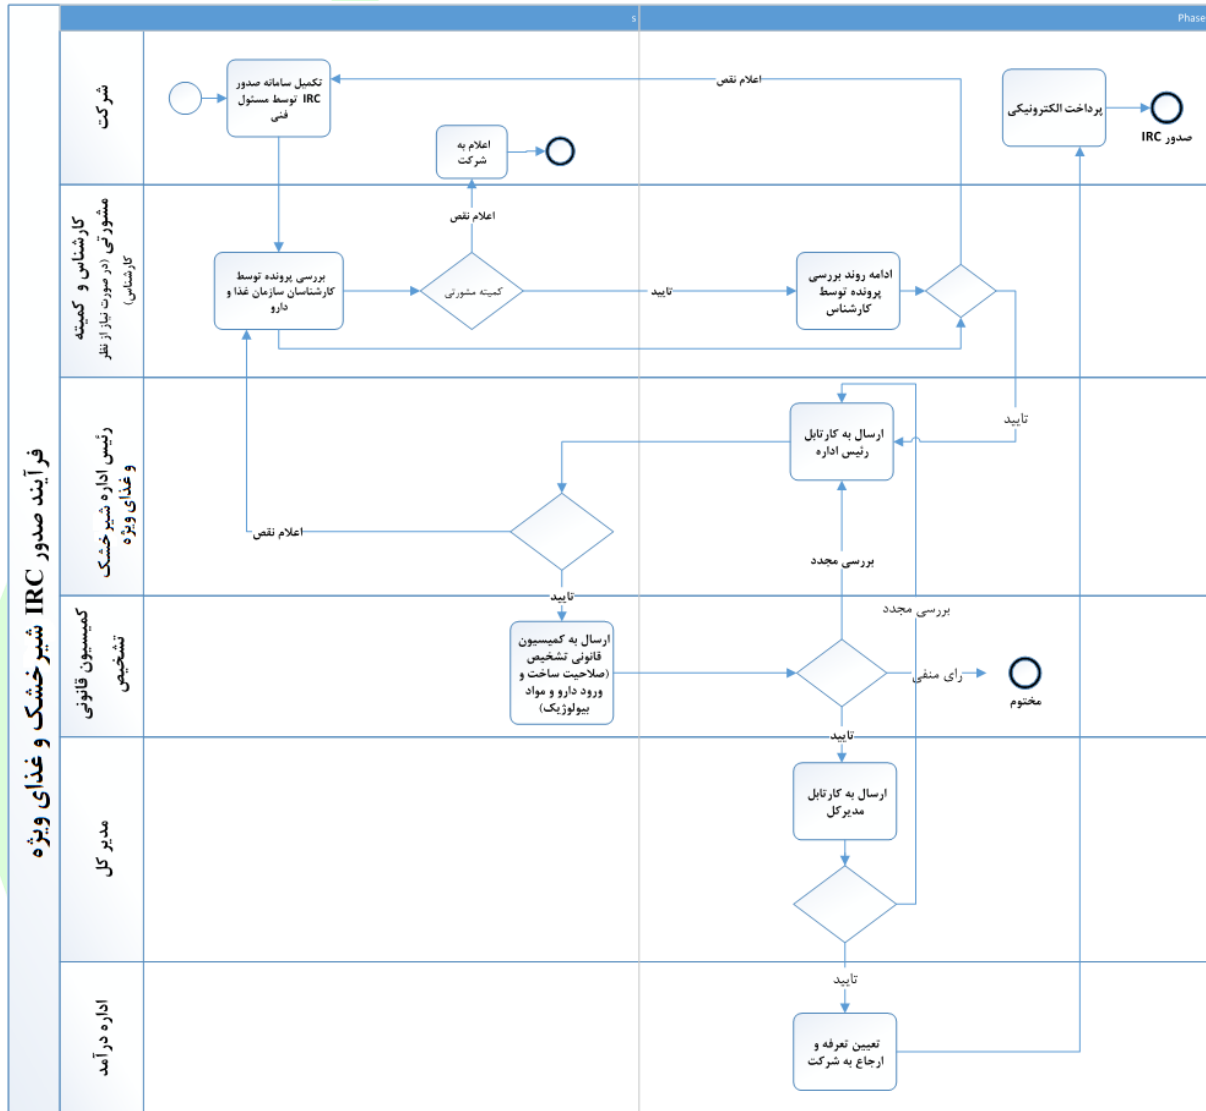 s
Phase
فرآیند صدور IRC شیرخشک و غذای ویژه
شرکت
تکمیل سامانه صدور
IRC توسط مسئول
فنی
اعلام نقص
پرداخت الکترونیکی
صدور IRC
اعلام به
شرکت
اعلام نقص
کارشناس و کمیته
مشورتی (در صورت نیاز از نظر
کارشناس)
بررسی پرونده توسط
کارشناسان سازمان غذا و
دارو
کمیته مشورتی
تایید
ادامه روند بررسی
پرونده توسط
کارشناس
تایید
رئیس اداره شیرخشک
و غذای ویژه
ارسال به کارتابل
رئیس اداره
اعلام نقص
بررسی مجدد
تایید
کمیسیون قانونی
تشخیص
بررسی مجدد
ارسال به کمیسیون
قانونی تشخیص
(صلاحیت ساخت و
ورود دارو و مواد
بیولوژیک)
رای منفی
مختوم
تایید
مدیر کل
ارسال به کارتابل
مدیرکل
تایید
اداره درآمد
تعیین تعرفه و
ارجاع به شرکت